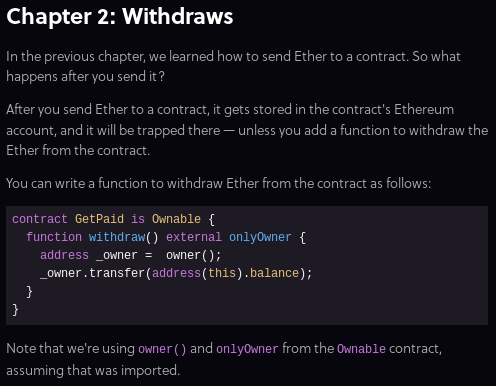 Chapter 2: Withdraws
In the previous chapter, we learned how to send Ether to a contract. So what
happens after you send it?
After you send Ether to a contract, it gets stored in the contract's Ethereum
account, and it will be trapped there — unless you add a function to withdraw the
Ether from the contract.
You can write a function to withdraw Ether from the contract as follows:
contract GetPaid is Ownable {
  function withdraw() external onlyOwner {
    address _owner =  owner();
    _owner.transfer(address(this).balance);
  }
}
Note that we're using owner() and onlyOwner from the Ownable contract,
assuming that was imported.